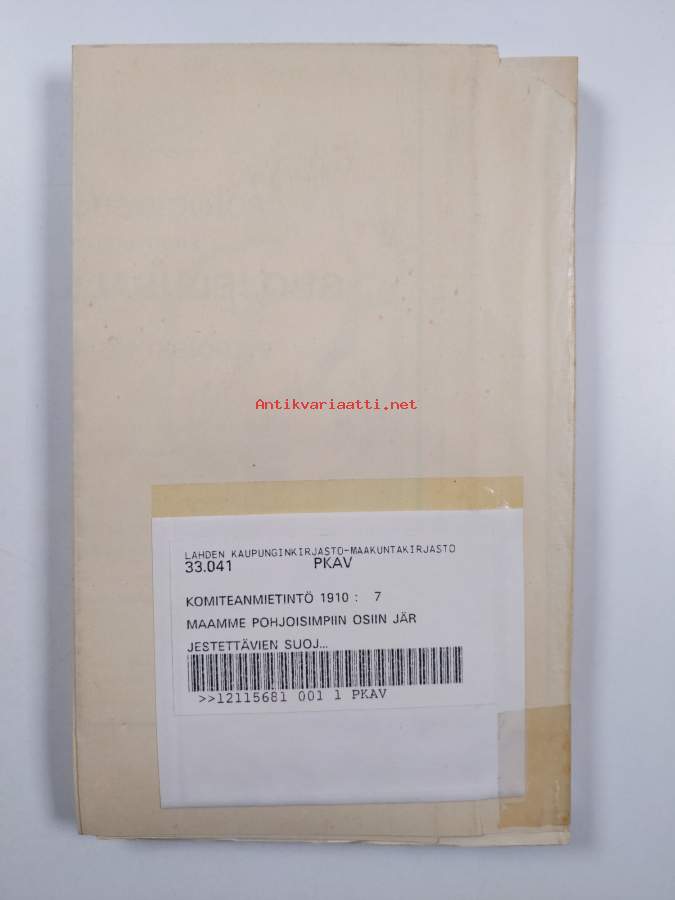 Antikvariaatti.net
LAHDEN KAUPUNGINKIRJASTO-MAAKUNTAKIRJASTO
33.041 PKAV
KOMITEANMIETINTÖ 1910 : 7
MAAMME POHJOISIMPIIN OSIIN JÄR
JESTETTÄVIEN SUOJ...
>>12115681 001 1 PKAV